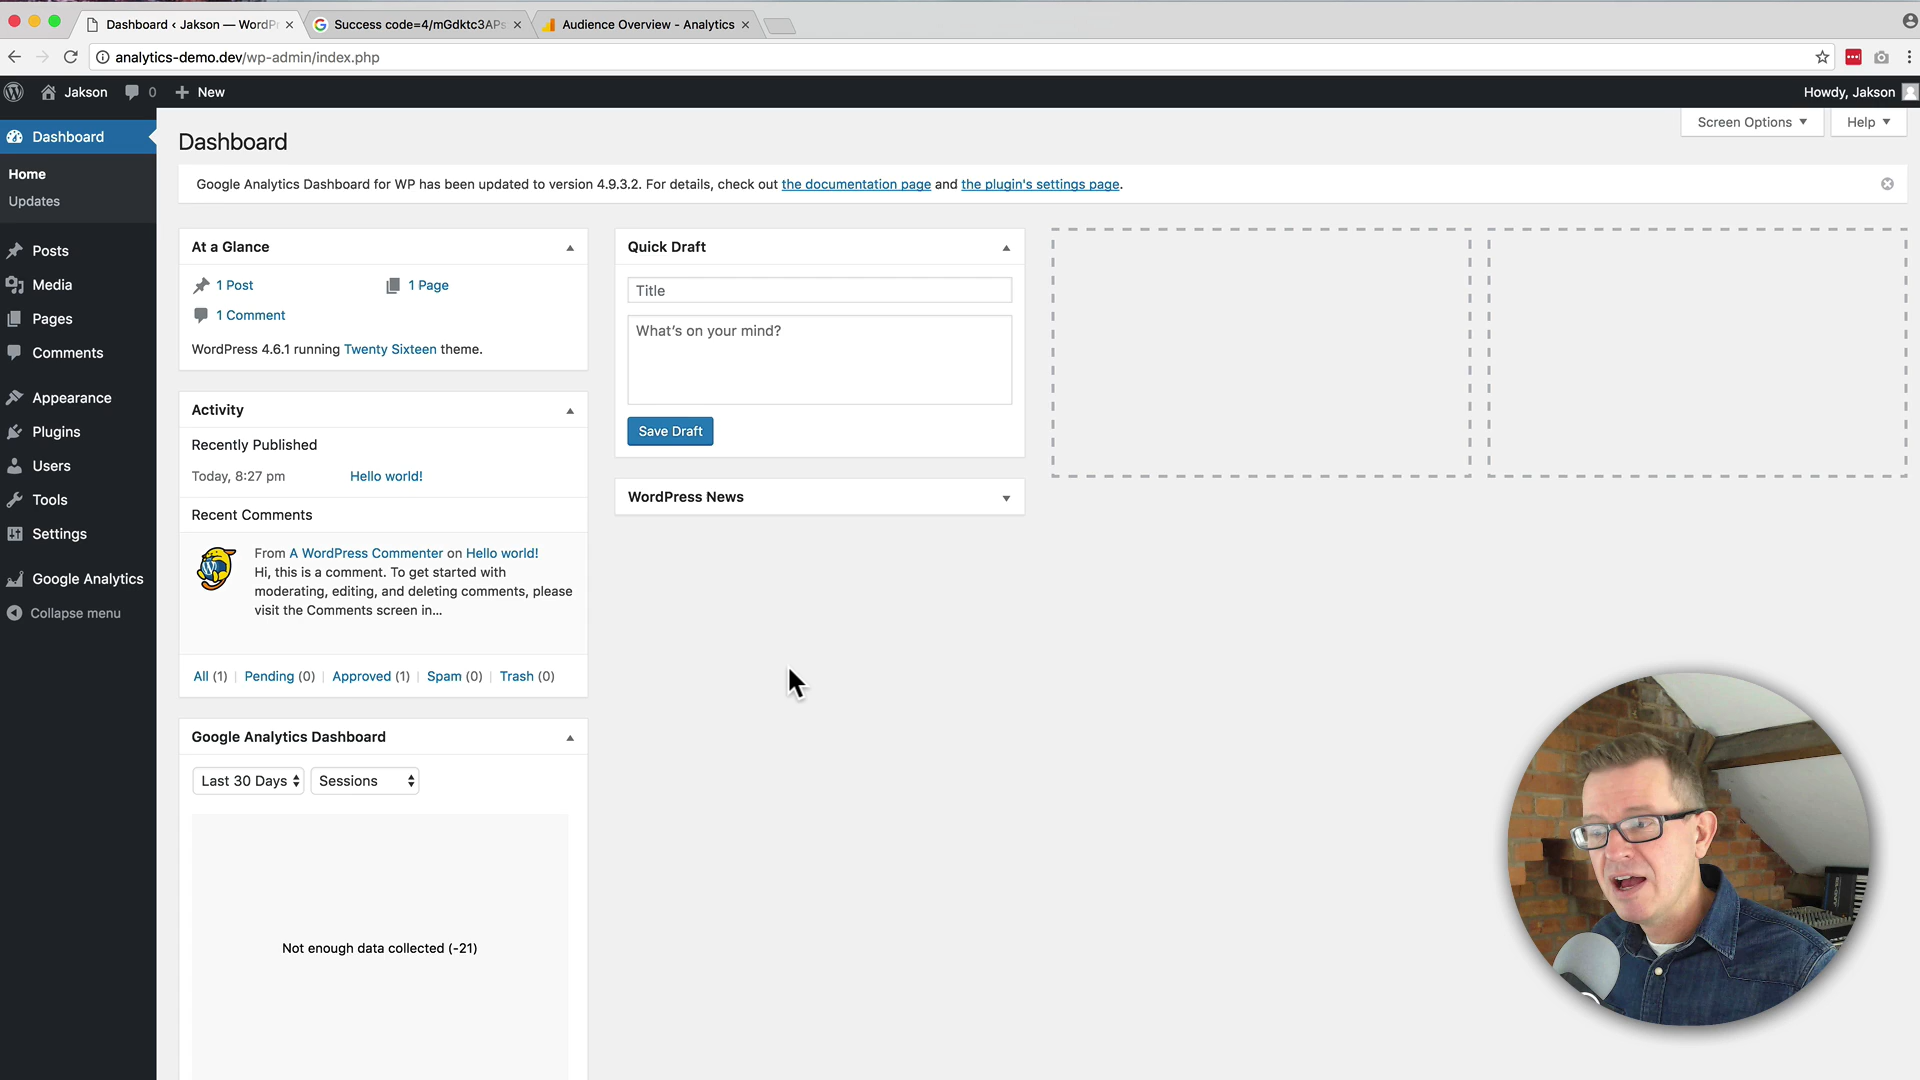 Dashboard ‹ Jakson — WordP
Success code=4/mGdktc3APs
Audience Overview - Analytics
analytics-demo.dev/wp-admin/index.php
Jakson
0
New
Howdy, Jakson
Screen Options
Help
Dashboard
Home
Updates
Posts
Media
Pages
Comments
Appearance
Plugins
Users
Tools
Settings
Google Analytics
Collapse menu
Dashboard
Google Analytics Dashboard for WP has been updated to version 4.9.3.2. For details, check out the documentation page and the plugin's settings page.
At a Glance
1 Post
1 Page
1 Comment
WordPress 4.6.1 running Twenty Sixteen theme.
Activity
Recently Published
Today, 8:27 pm
Hello world!
Recent Comments
From A WordPress Commenter on Hello world!
Hi, this is a comment. To get started with
moderating, editing, and deleting comments, please
visit the Comments screen in...
All (1) | Pending (0) | Approved (1) | Spam (0) | Trash (0)
Google Analytics Dashboard
Last 30 Days
Sessions
Not enough data collected (-21)
Quick Draft
Title
What's on your mind?
Save Draft
WordPress News